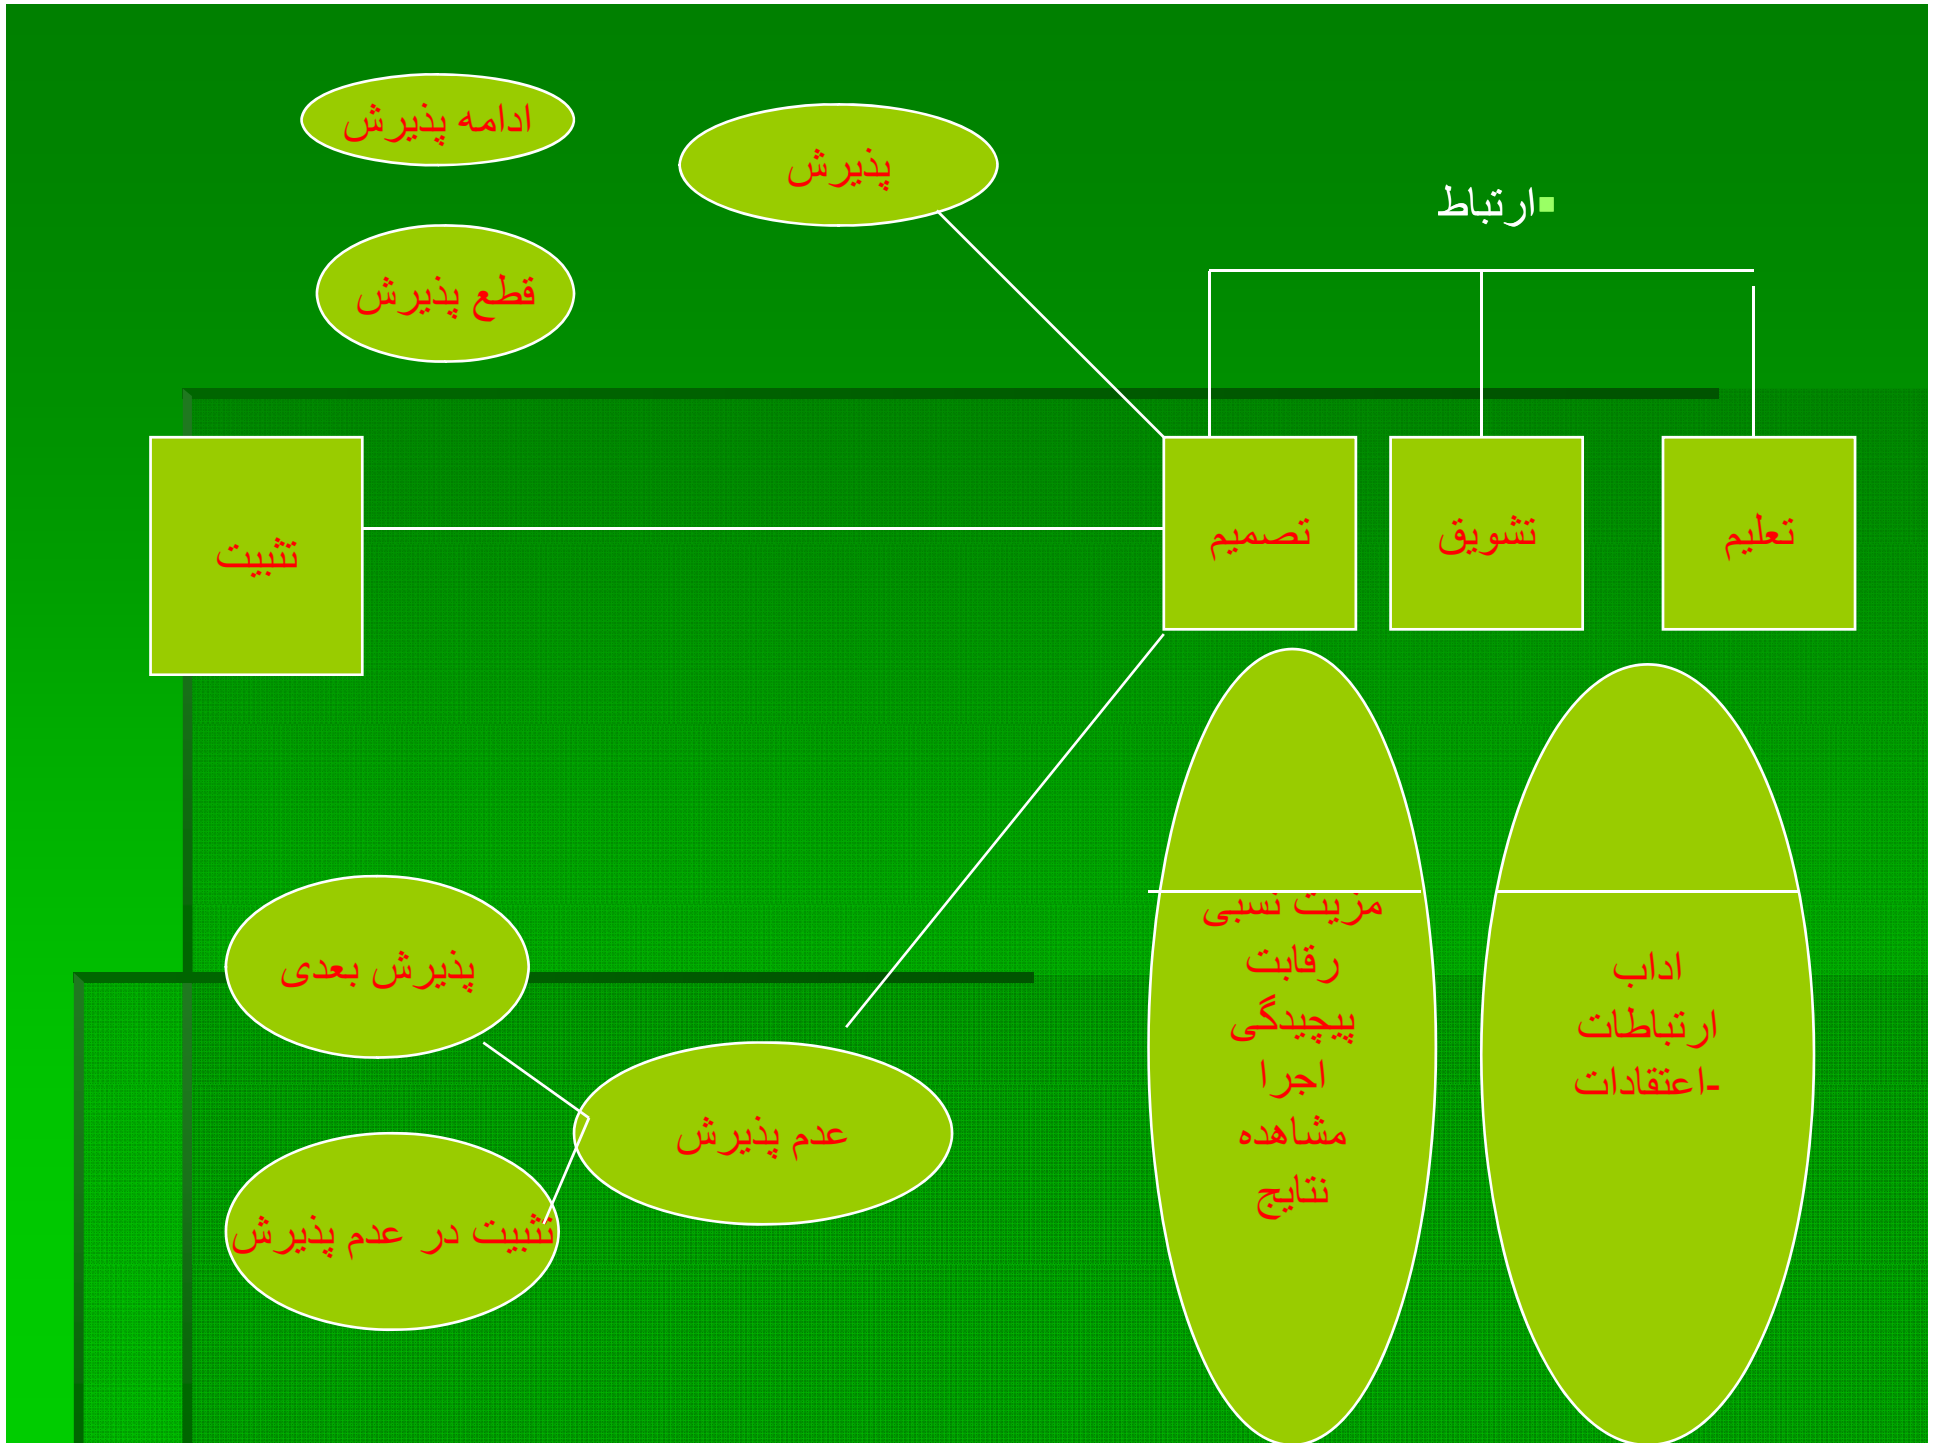 ▪ارتباط
پذیرش
ادامه پذیرش
قطع پذیرش
تعلیم
تشویق
تصمیم
تثبیت
اداب
ارتباطات
-اعتقادات
مزیت نسبی
رقابت
پیچیدگی
اجرا
مشاهده
نتایج
عدم پذیرش
پذیرش بعدی
تثبیت در عدم پذیرش